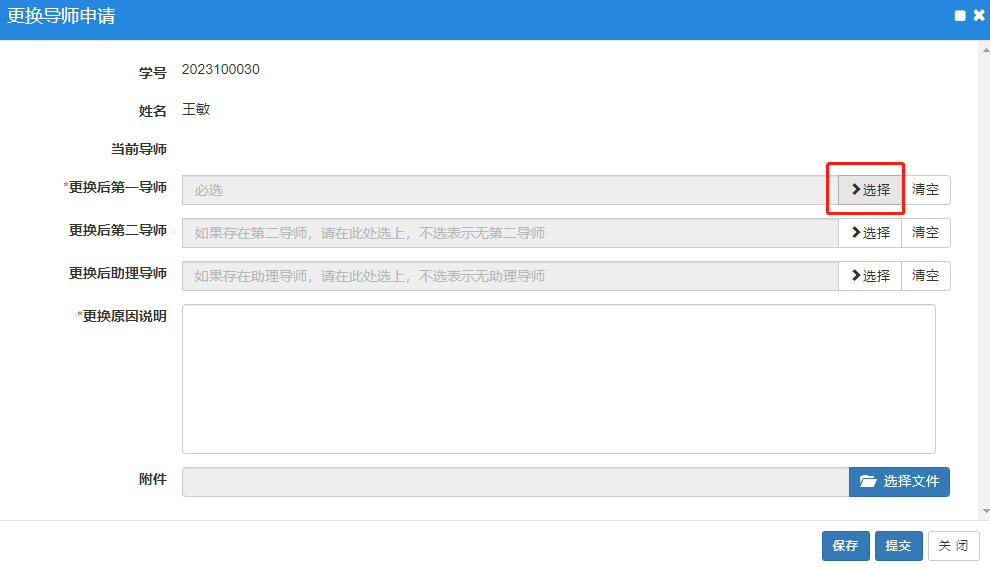 更换导师申请
学号 2023100030
姓名 王敏
当前导师
*更换后第一导师 必选 选择 清空
更换后第二导师 如果存在第二导师，请在此处选上，不选表示无第二导师 选择 清空
更换后助理导师 如果存在助理导师，请在此处选上，不选表示无助理导师 选择 清空
*更换原因说明
附件 选择文件
保存 提交 关 闭